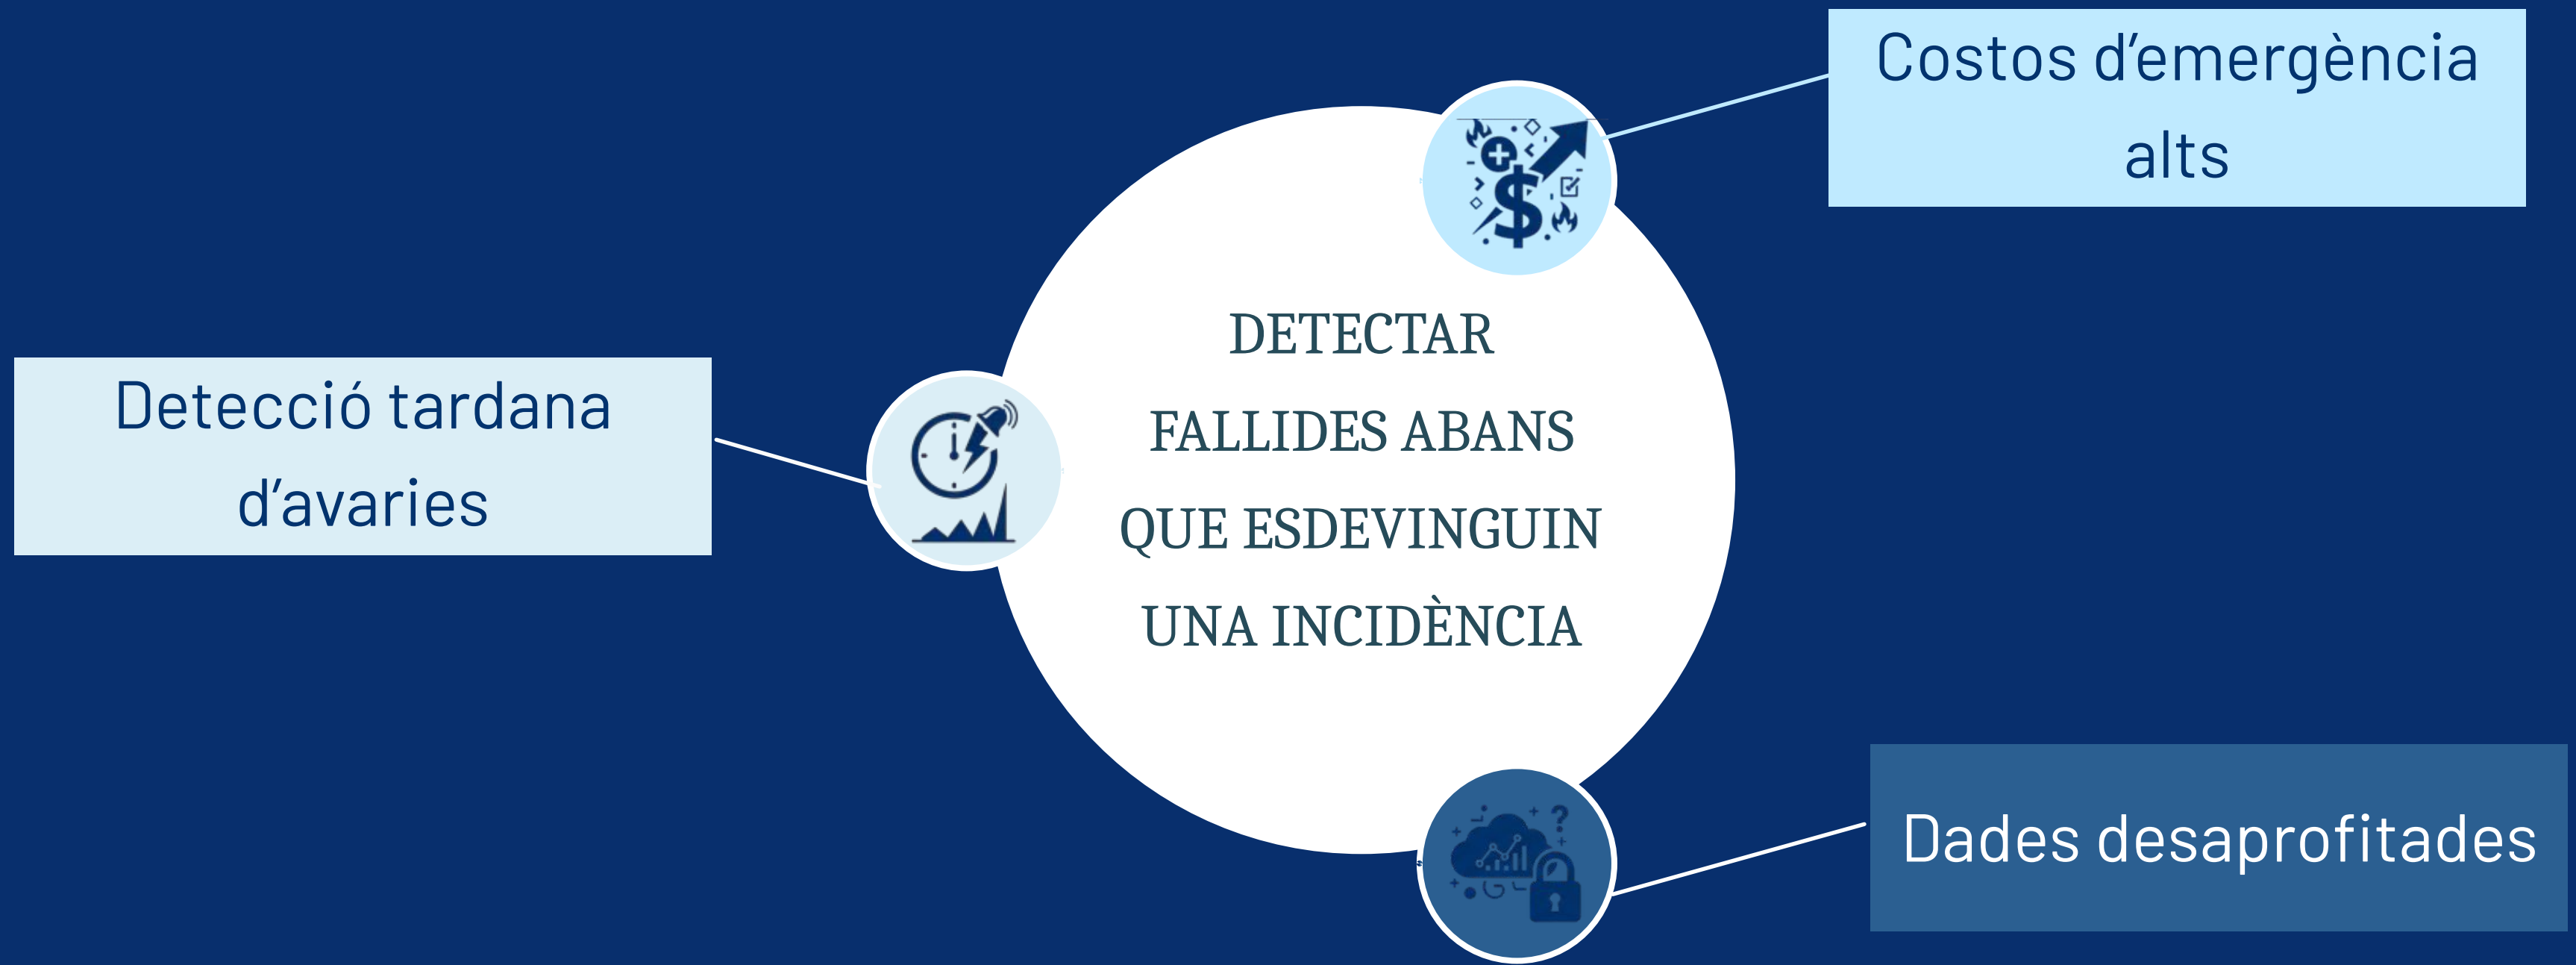 Costos d’emergència
alts
DETECTAR
FALLIDES ABANS
QUE ESDEVINGUIN
UNA INCIDÈNCIA
Detecció tardana
d’avaries
Dades desaprofitades